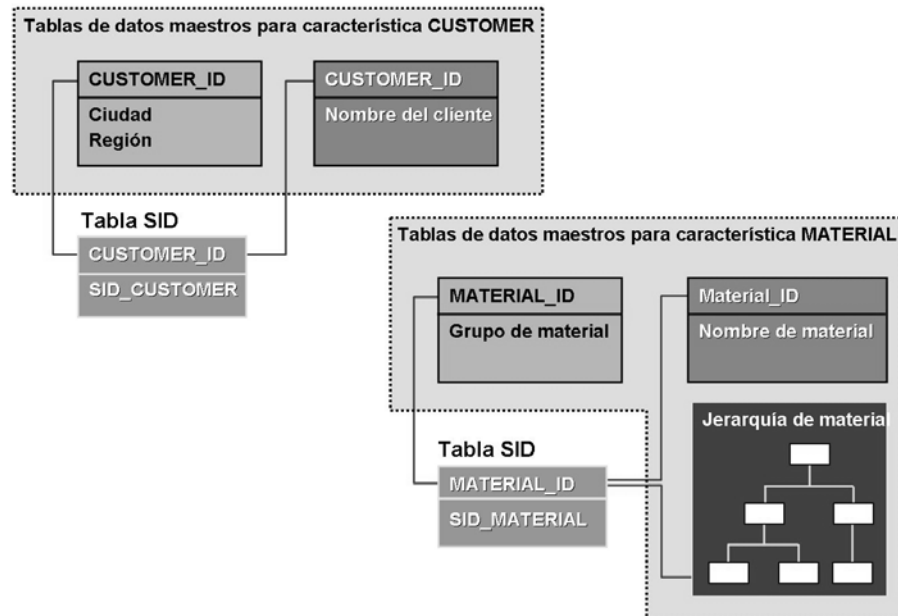 Tablas de datos maestros para característica CUSTOMER
CUSTOMER_ID
Ciudad
Región
CUSTOMER_ID
Nombre del cliente
Tabla SID
CUSTOMER_ID
SID_CUSTOMER
Tablas de datos maestros para característica MATERIAL
MATERIAL_ID
Grupo de material
Material_ID
Nombre de material
Jerarquía de material
Tabla SID
MATERIAL_ID
SID_MATERIAL